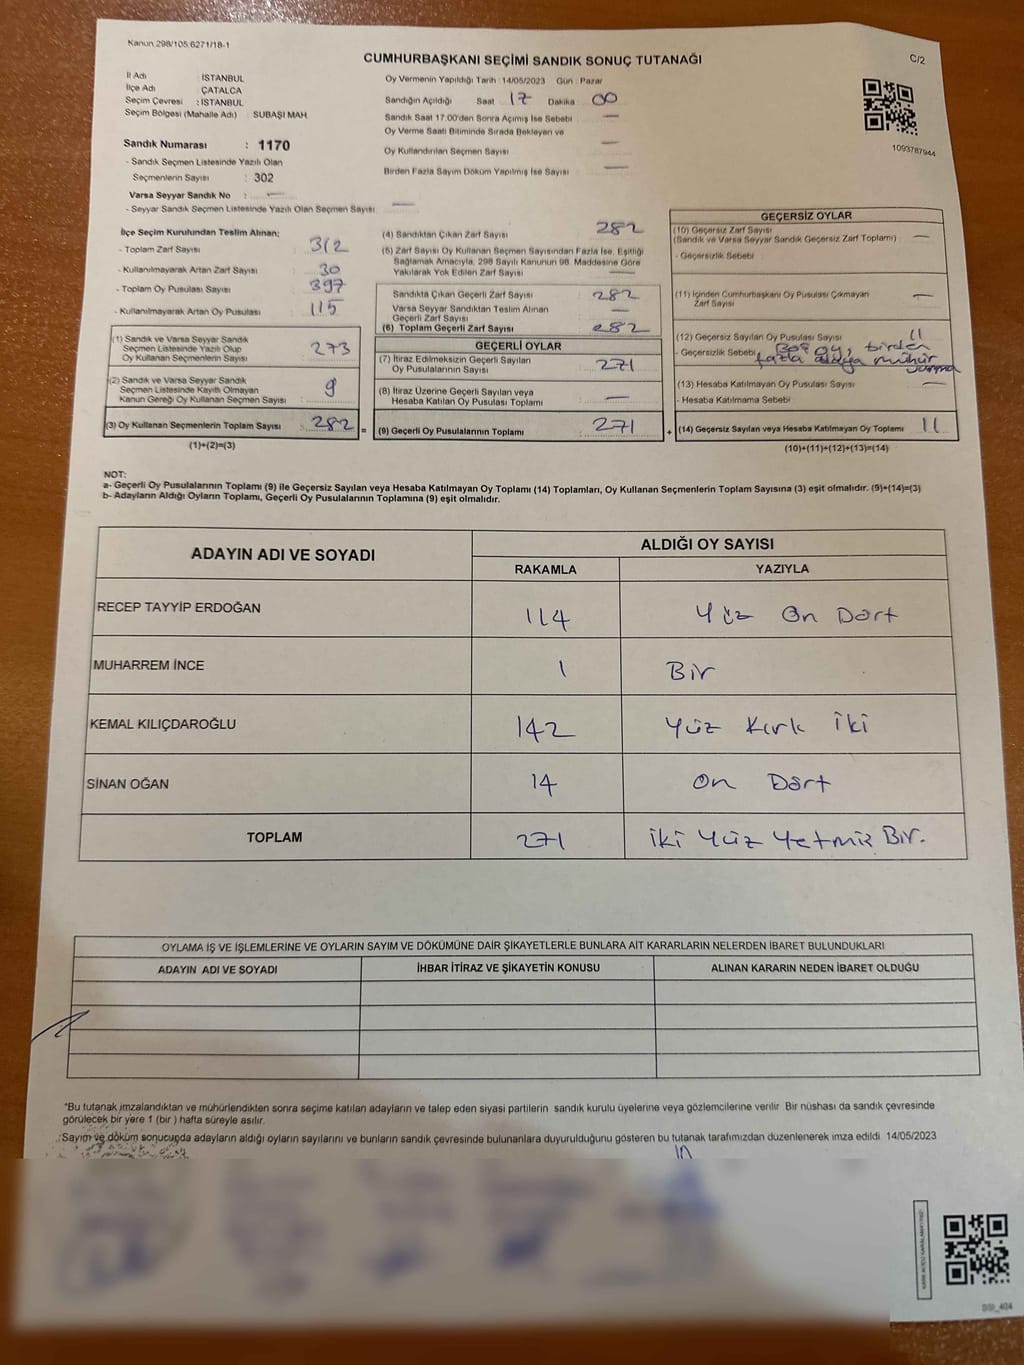 Kanun 298/105,6271/18-1
CUMHURBAŞKANI SEÇİMİ SANDIK SONUÇ TUTANAĞI
C/2
İl Adı : İSTANBUL
İlçe Adı : ÇATALCA
Seçim Çevresi : İSTANBUL
Seçim Bölgesi (Mahalle Adı) : SUBAŞI MAH.
Sandık Numarası : 1170
- Sandık Seçmen Listesinde Yazılı Olan
Seçmenlerin Sayısı : 302
Varsa Seyyar Sandık No : —
- Seyyar Sandık Seçmen Listesinde Yazılı Olan Seçmen Sayısı : —
Oy Vermenin Yapıldığı Tarih : 14/05/2023 Gün : Pazar
Sandığın Açıldığı Saat 17 Dakika 00
Sandık Saat 17:00'den Sonra Açılmış İse Sebebi —
Oy Verme Saati Bitiminde Sırada Bekleyen ve
Oy Kullandırılan Seçmen Sayısı —
Birden Fazla Sayım Döküm Yapılmış İse Sayısı —
1093787944
İlçe Seçim Kurulundan Teslim Alınan;
- Toplam Zarf Sayısı : 312
- Kullanılmayarak Artan Zarf Sayısı : 30
- Toplam Oy Pusulası Sayısı : 397
- Kullanılmayarak Artan Oy Pusulası : 115
(1) Sandık ve Varsa Seyyar Sandık
Seçmen Listesinde Yazılı Olup
Oy Kullanan Seçmenlerin Sayısı : 273
(2) Sandık ve Varsa Seyyar Sandık
Seçmen Listesinde Kayıtlı Olmayan
Kanun Gereği Oy Kullanan Seçmen Sayısı : 9
(3) Oy Kullanan Seçmenlerin Toplam Sayısı : 282
(1)+(2)=(3)
(4) Sandıktan Çıkan Zarf Sayısı 282
(5) Zarf Sayısı Oy Kullanan Seçmen Sayısından Fazla İse, Eşitliği
Sağlamak Amacıyla, 298 Sayılı Kanunun 98. Maddesine Göre
Yakılarak Yok Edilen Zarf Sayısı —
Sandıkta Çıkan Geçerli Zarf Sayısı 282
Varsa Seyyar Sandıktan Teslim Alınan
Geçerli Zarf Sayısı —
(6) Toplam Geçerli Zarf Sayısı 282
GEÇERLİ OYLAR
(7) İtiraz Edilmeksizin Geçerli Sayılan
Oy Pusulalarının Sayısı 271
(8) İtiraz Üzerine Geçerli Sayılan veya
Hesaba Katılan Oy Pusulası Toplamı —
= (9) Geçerli Oy Pusulalarının Toplamı 271
GEÇERSİZ OYLAR
(10) Geçersiz Zarf Sayısı
(Sandık ve Varsa Seyyar Sandık Geçersiz Zarf Toplamı) —
- Geçersizlik Sebebi :
(11) İçinden Cumhurbaşkanı Oy Pusulası Çıkmayan
Zarf Sayısı —
(12) Geçersiz Sayılan Oy Pusulası Sayısı 11
- Geçersizlik Sebebi Boş oy, birden
fazla adaya mühür
(13) Hesaba Katılmayan Oy Pusulası Sayısı —
- Hesaba Katılmama Sebebi
+ (14) Geçersiz Sayılan veya Hesaba Katılmayan Oy Toplamı 11
(10)+(11)+(12)+(13)=(14)
NOT:
a- Geçerli Oy Pusulalarının Toplamı (9) ile Geçersiz Sayılan veya Hesaba Katılmayan Oy Toplamı (14) Toplamları, Oy Kullanan Seçmenlerin Toplam Sayısına (3) eşit olmalıdır. (9)+(14)=(3)
b- Adayların Aldığı Oyların Toplamı, Geçerli Oy Pusulalarının Toplamına (9) eşit olmalıdır.
ADAYIN ADI VE SOYADI ALDIĞI OY SAYISI
RAKAMLA YAZIYLA
RECEP TAYYİP ERDOĞAN 114 Yüz On Dört
MUHARREM İNCE 1 Bir
KEMAL KILIÇDAROĞLU 142 Yüz Kırk İki
SİNAN OĞAN 14 On Dört
TOPLAM 271 İki Yüz Yetmiş Bir.
OYLAMA İŞ VE İŞLEMLERİNE VE OYLARIN SAYIM VE DÖKÜMÜNE DAİR ŞİKAYETLERLE BUNLARA AİT KARARLARIN NELERDEN İBARET BULUNDUKLARI
ADAYIN ADI VE SOYADI İHBAR İTİRAZ VE ŞİKAYETİN KONUSU ALINAN KARARIN NEDEN İBARET OLDUĞU
*Bu tutanak imzalandıktan ve mühürlendikten sonra seçime katılan adayların ve talep eden siyasi partilerin sandık kurulu üyelerine veya gözlemcilerine verilir. Bir nüshası da sandık çevresinde
görülecek bir yere 1 (bir ) hafta süreyle asılır.
Sayım ve döküm sonucunda adayların aldığı oyların sayılarını ve bunların sandık çevresinde bulunanlara duyurulduğunu gösteren bu tutanak tarafımızdan düzenlenerek imza edildi 14/05/2023